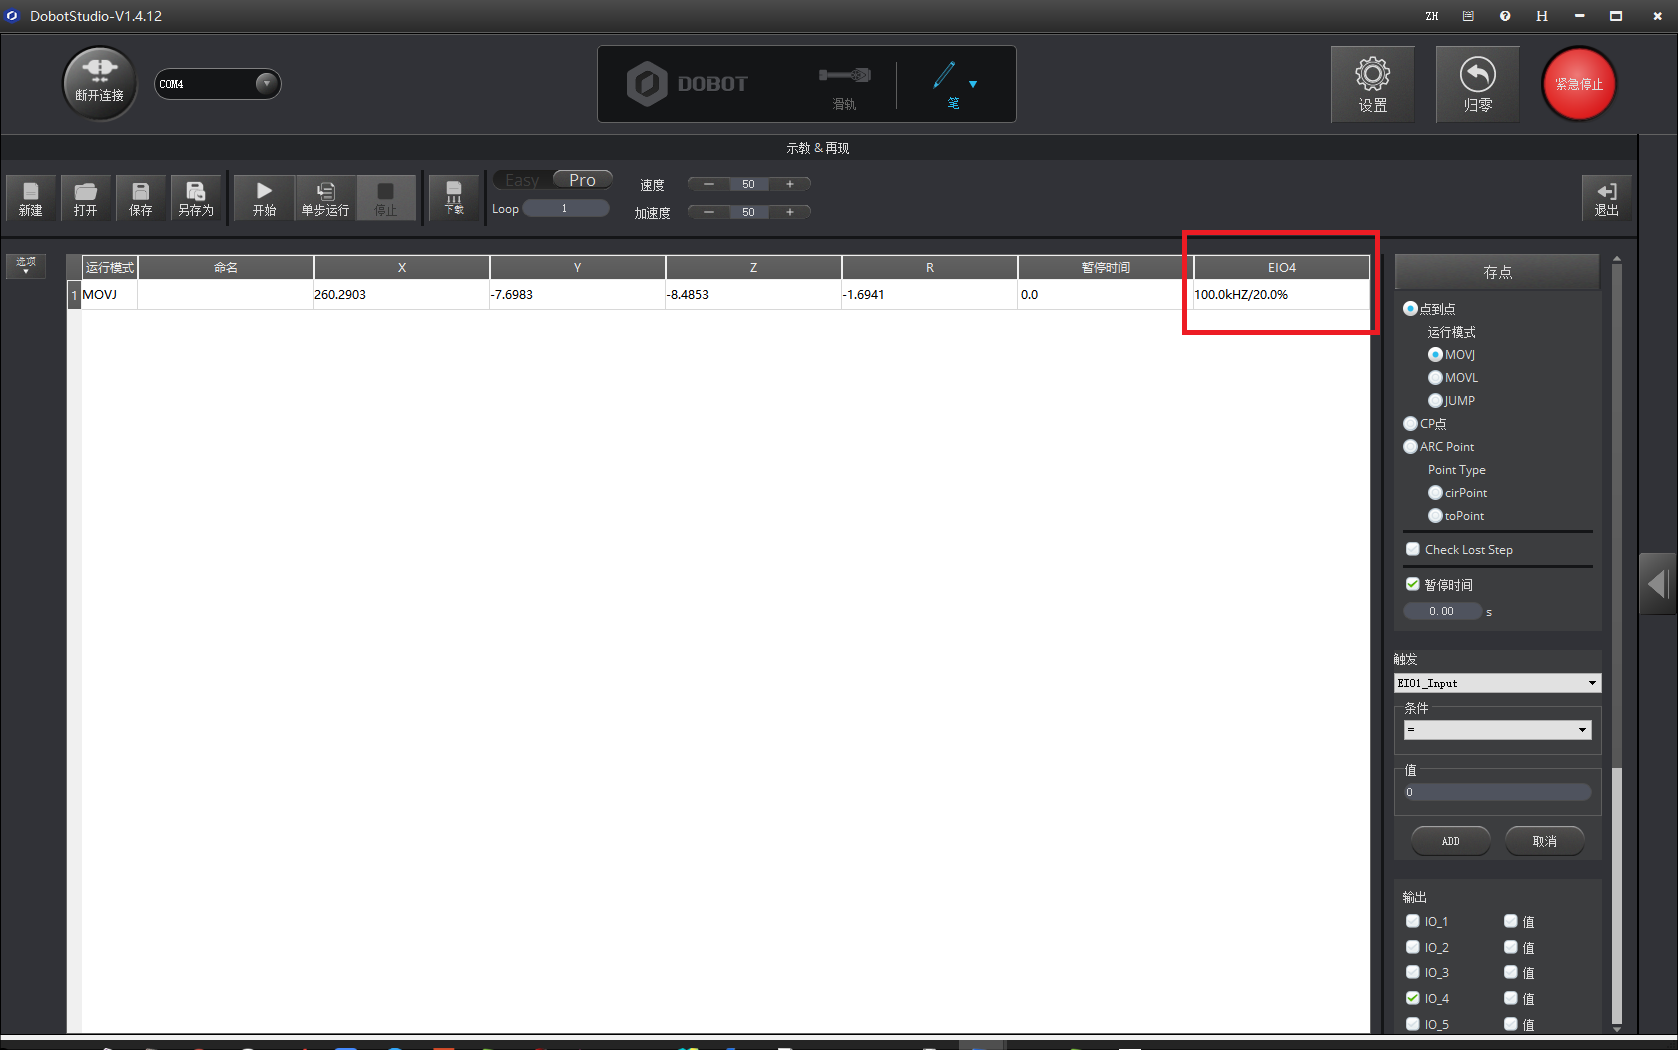 DobotStudio-V1.4.12
ZH
H
断开连接
COM4
DOBOT
滑轨
笔
设置
归零
紧急停止
示教 & 再现
新建
打开
保存
另存为
开始
单步运行
停止
下载
Easy
Pro
Loop
1
速度
− 50 +
加速度
− 50 +
退出
选项
运行模式 命名 X Y Z R 暂停时间 EIO4
1 MOVJ 260.2903 -7.6983 -8.4853 -1.6941 0.0 100.0kHZ/20.0%
存点
点到点
运行模式
MOVJ
MOVL
JUMP
CP点
ARC Point
Point Type
cirPoint
toPoint
Check Lost Step
暂停时间
0.00 s
触发
EIO1_Input
条件
=
值
0
ADD
取消
输出
IO_1 值
IO_2 值
IO_3 值
IO_4 值
IO_5 值